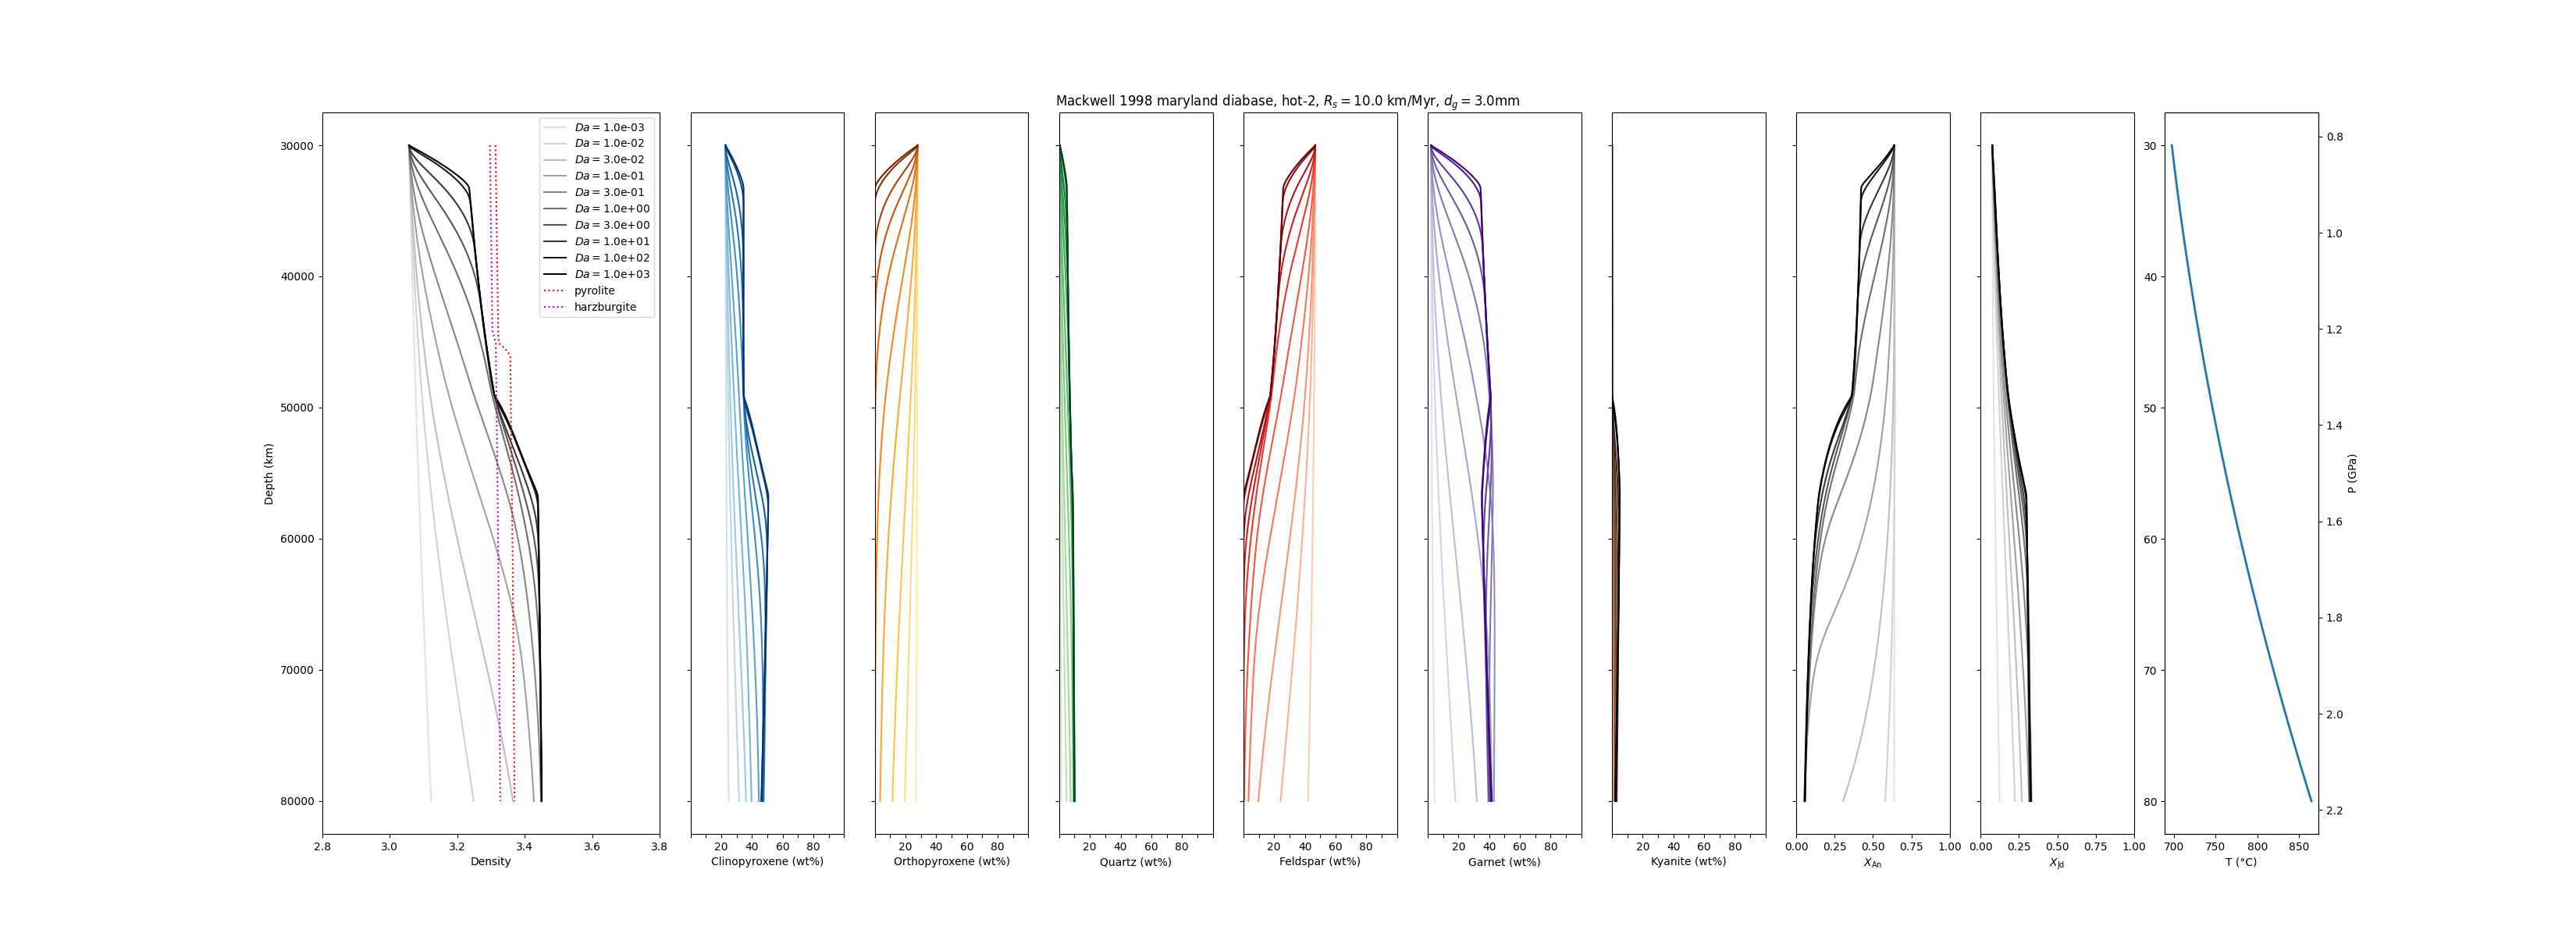 Mackwell 1998 maryland diabase, hot-2, R_s = 10.0 km/Myr, d_g = 3.0mm
Da = 1.0e-03
Da = 1.0e-02
Da = 3.0e-02
Da = 1.0e-01
Da = 3.0e-01
Da = 1.0e+00
Da = 3.0e+00
Da = 1.0e+01
Da = 1.0e+02
Da = 1.0e+03
pyrolite
harzburgite
30000
40000
50000
60000
70000
80000
Depth (km)
2.8 3.0 3.2 3.4 3.6 3.8
Density
20 40 60 80
Clinopyroxene (wt%)
20 40 60 80
Orthopyroxene (wt%)
20 40 60 80
Quartz (wt%)
20 40 60 80
Feldspar (wt%)
20 40 60 80
Garnet (wt%)
20 40 60 80
Kyanite (wt%)
0.00 0.25 0.50 0.75 1.00
X_An
0.00 0.25 0.50 0.75 1.00
X_Jd
30
40
50
60
70
80
700 750 800 850
T (°C)
0.8
1.0
1.2
1.4
1.6
1.8
2.0
2.2
P (GPa)